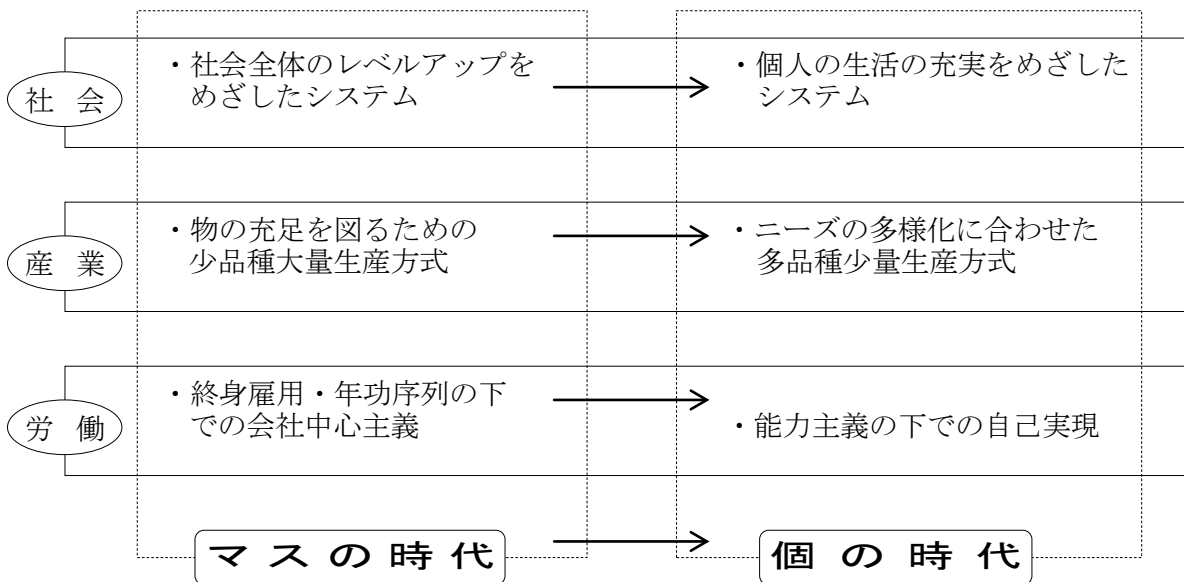 社会
・社会全体のレベルアップを
めざしたシステム
・個人の生活の充実をめざした
システム
産業
・物の充足を図るための
少品種大量生産方式
・ニーズの多様化に合わせた
多品種少量生産方式
労働
・終身雇用・年功序列の下
での会社中心主義
・能力主義の下での自己実現
マスの時代
個の時代